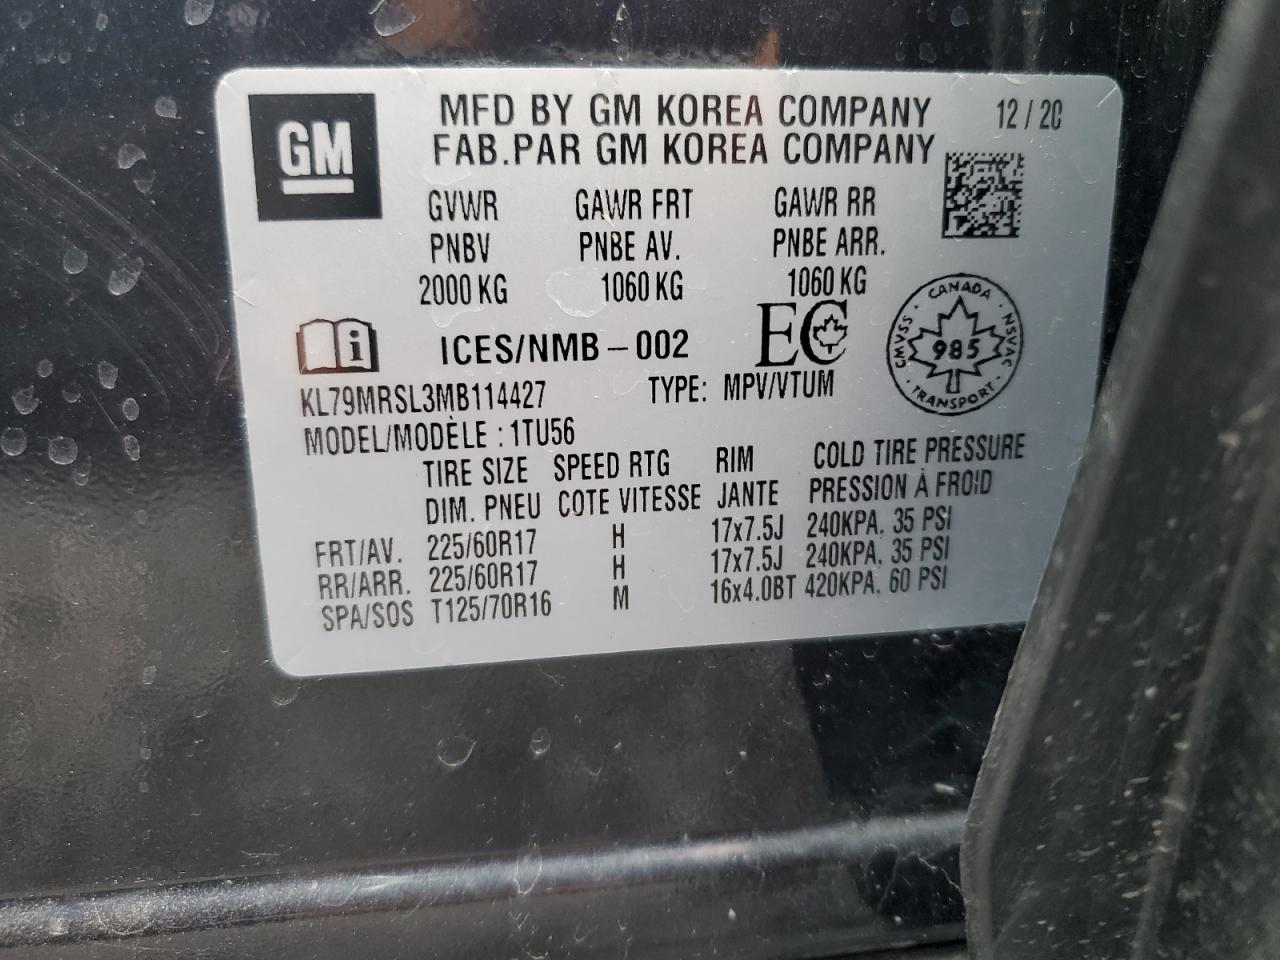 GM
MFD BY GM KOREA COMPANY 12/20
FAB.PAR GM KOREA COMPANY
GVWR GAWR FRT GAWR RR
PNBV PNBE AV. PNBE ARR.
2000 KG 1060 KG 1060 KG
i ICES/NMB-002 EC
CANADA
CMVSS 985 NSVAC
TRANSPORT
KL79MRSL3MB114427 TYPE: MPV/VTUM
MODEL/MODÈLE : 1TU56
TIRE SIZE SPEED RTG RIM COLD TIRE PRESSURE
DIM. PNEU COTE VITESSE JANTE PRESSION À FROID
FRT/AV. 225/60R17 H 17x7.5J 240KPA, 35 PSI
RR/ARR. 225/60R17 H 17x7.5J 240KPA, 35 PSI
SPA/SOS T125/70R16 M 16x4.0BT 420KPA, 60 PSI